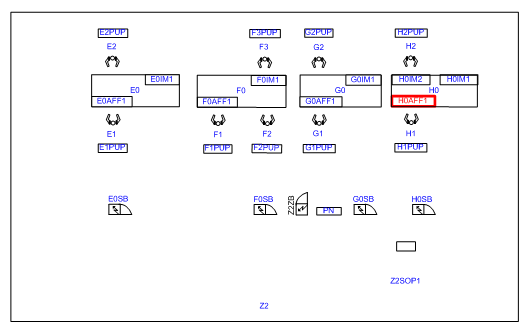 E2PUP F3PUP G2PUP H2PUP
E2 F3 G2 H2
E0IM1 F0IM1 G0IM1 H0IM2 H0IM1
E0 F0 G0 H0
E0AFF1 F0AFF1 G0AFF1 H0AFF1
E1 F1 F2 G1 H1
E1PUP F1PUP F2PUP G1PUP H1PUP
E0SB F0SB Z2ZB G0SB H0SB
PN
Z2SOP1
Z2